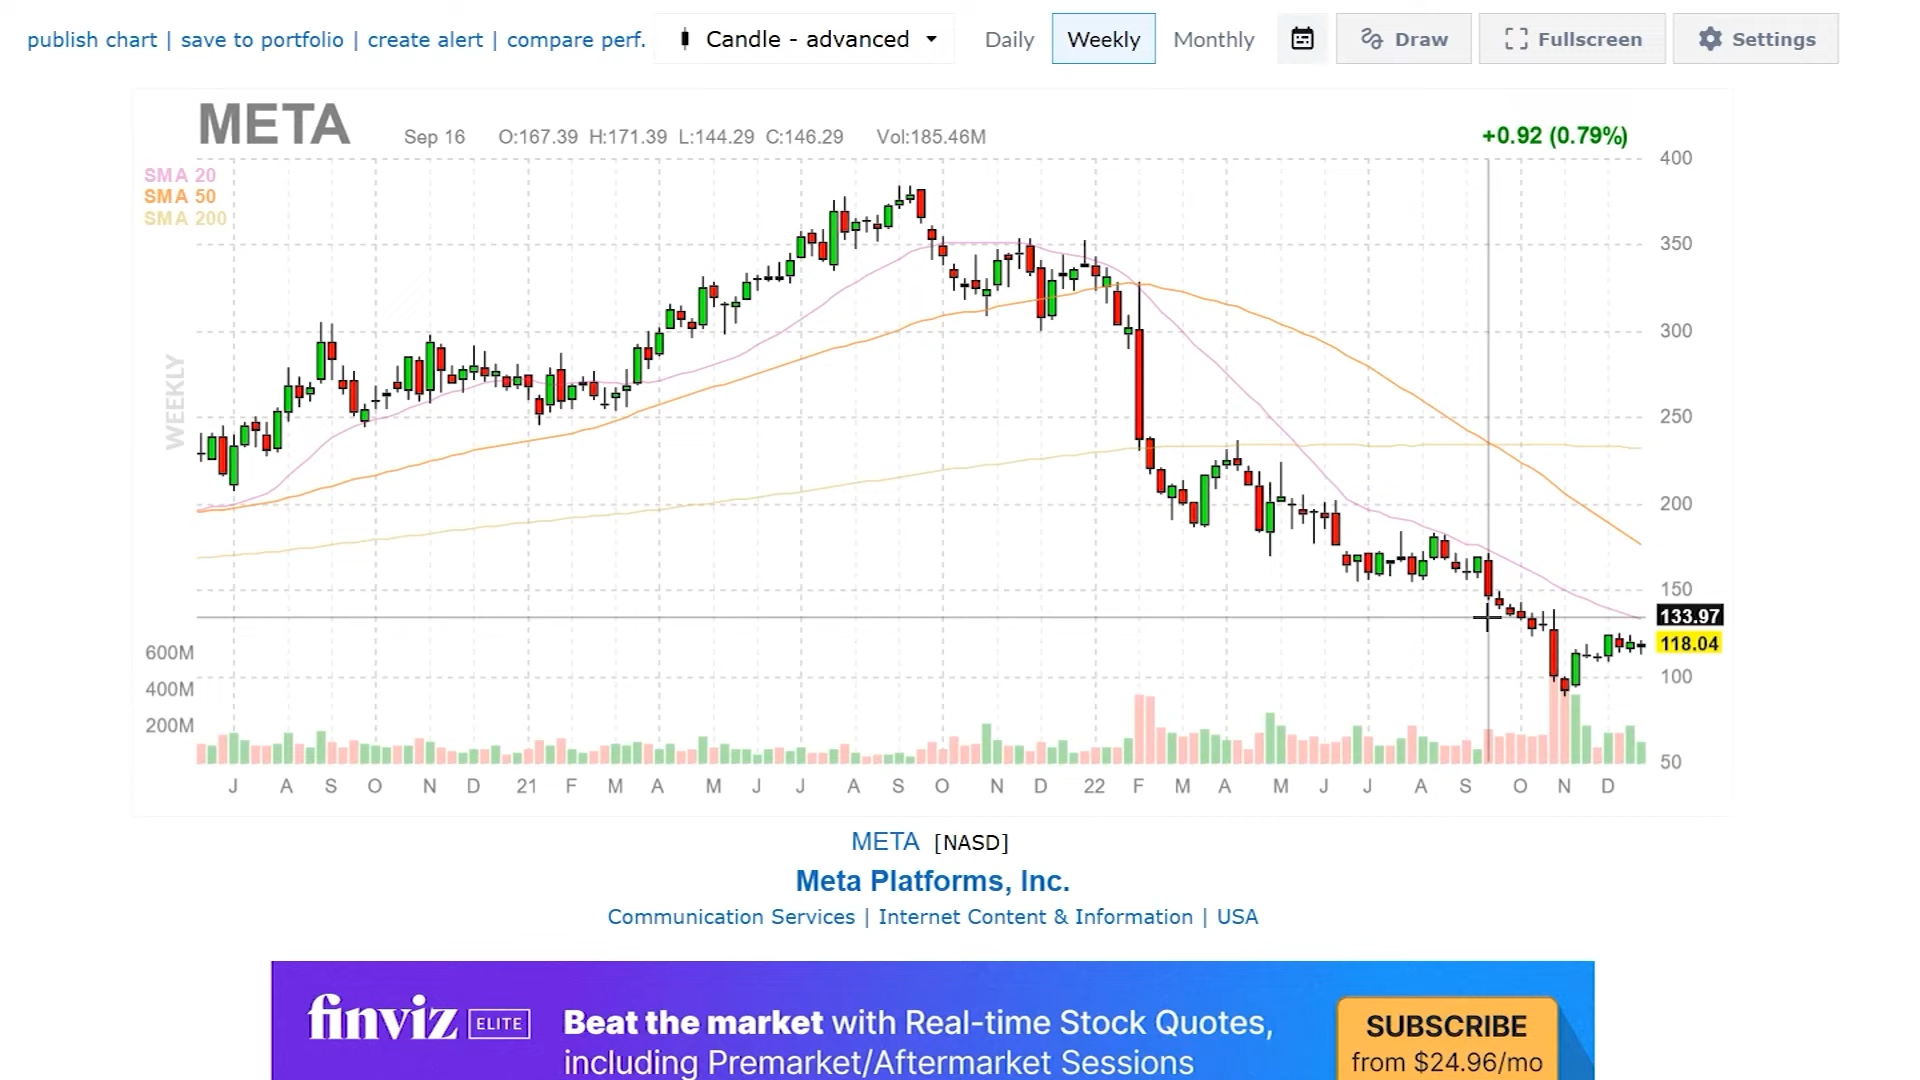 publish chart | save to portfolio | create alert | compare perf. Candle - advanced Daily Weekly Monthly Draw Fullscreen Settings
META Sep 16 O:167.39 H:171.39 L:144.29 C:146.29 Vol:185.46M +0.92 (0.79%)
SMA 20
SMA 50
SMA 200
WEEKLY
400
350
300
250
200
150
133.97
118.04
100
50
600M
400M
200M
J A S O N D 21 F M A M J J A S O N D 22 F M A M J J A S O N D
META [NASD]
Meta Platforms, Inc.
Communication Services | Internet Content & Information | USA
finviz ELITE
Beat the market with Real-time Stock Quotes,
including Premarket/Aftermarket Sessions
SUBSCRIBE
from $24.96/mo